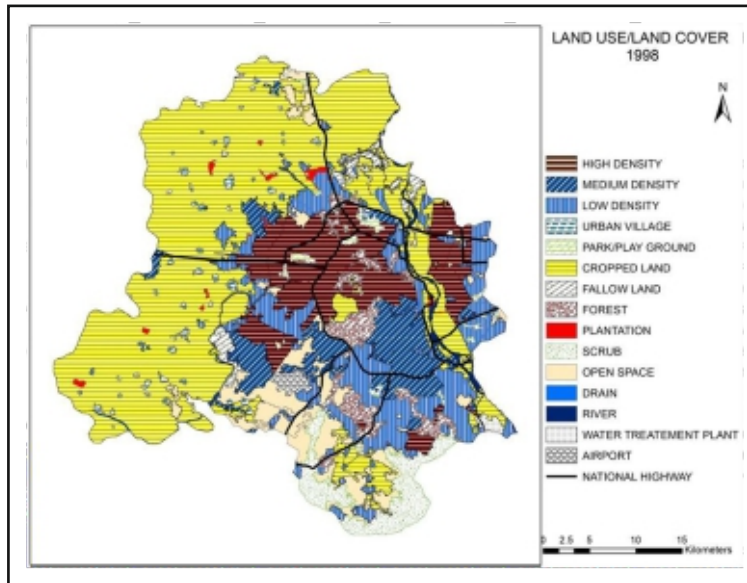 LAND USE/LAND COVER
1998
N
HIGH DENSITY
MEDIUM DENSITY
LOW DENSITY
URBAN VILLAGE
PARK/PLAY GROUND
CROPPED LAND
FALLOW LAND
FOREST
PLANTATION
SCRUB
OPEN SPACE
DRAIN
RIVER
WATER TREATEMENT PLANT
AIRPORT
NATIONAL HIGHWAY
0 2.5 5 10 15
Kilometers